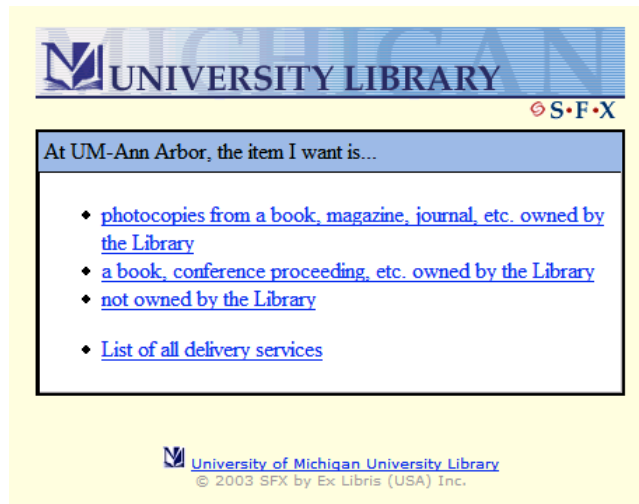 MICHIGAN
UNIVERSITY LIBRARY
S•F•X
At UM-Ann Arbor, the item I want is...
photocopies from a book, magazine, journal, etc. owned by
the Library
a book, conference proceeding, etc. owned by the Library
not owned by the Library
List of all delivery services
University of Michigan University Library
© 2003 SFX by Ex Libris (USA) Inc.